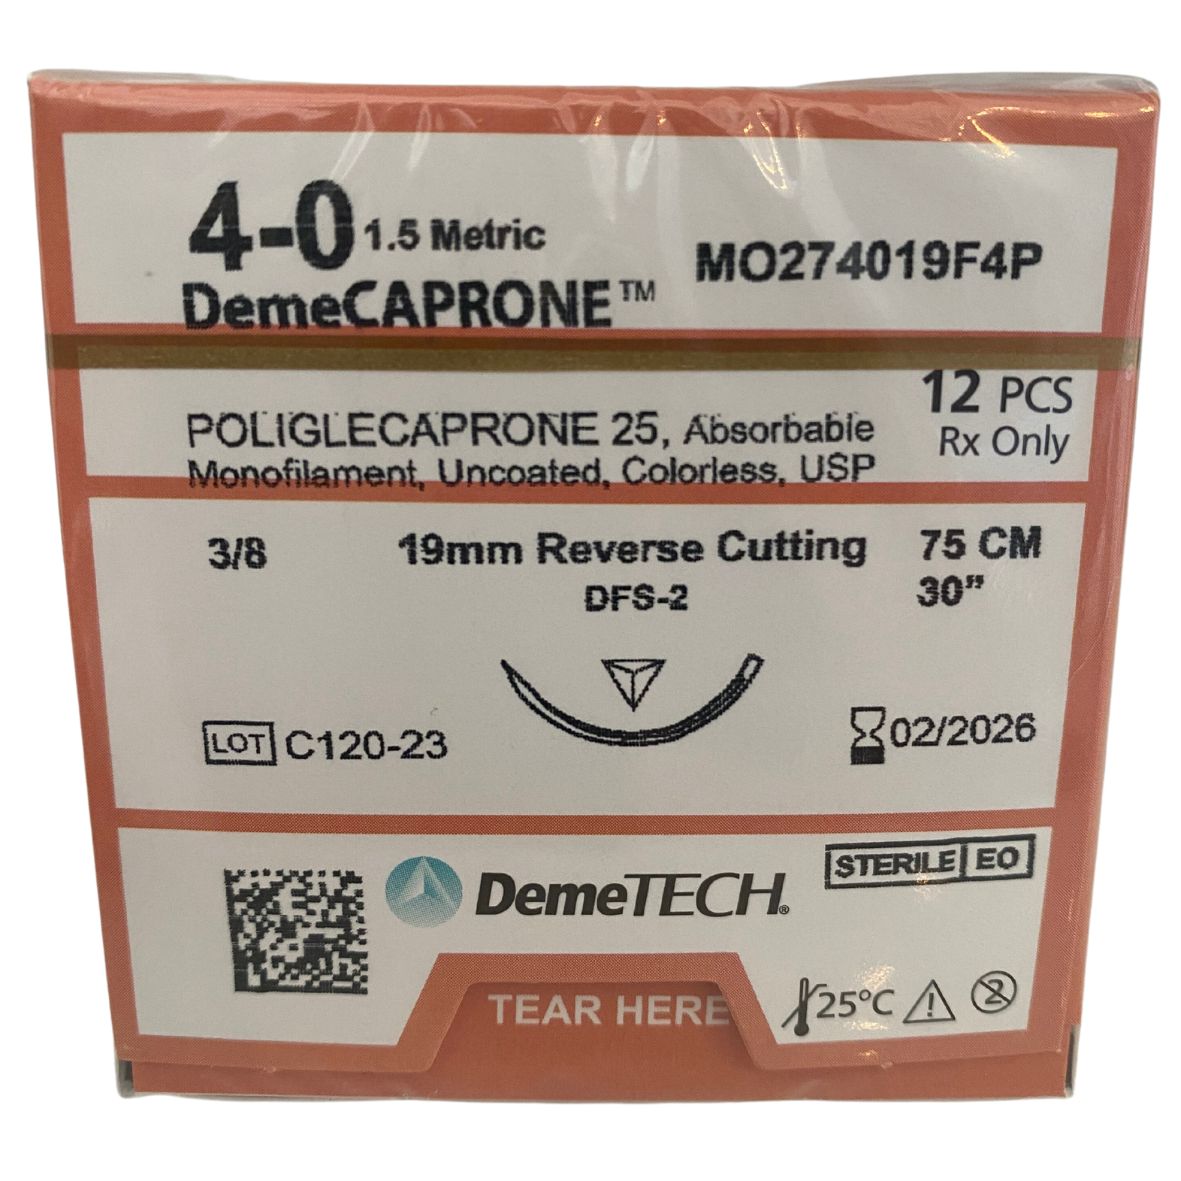 4-0 1.5 Metric
MO274019F4P
DemeCAPRONE™
12 PCS
Rx Only
POLIGLECAPRONE 25, Absorbable
Monofilament, Uncoated, Colorless, USP
3/8
19mm Reverse Cutting
75 CM
DFS-2
30”
LOT C120-23
02/2026
STERILE EO
DemeTECH®
TEAR HERE
25°C
2